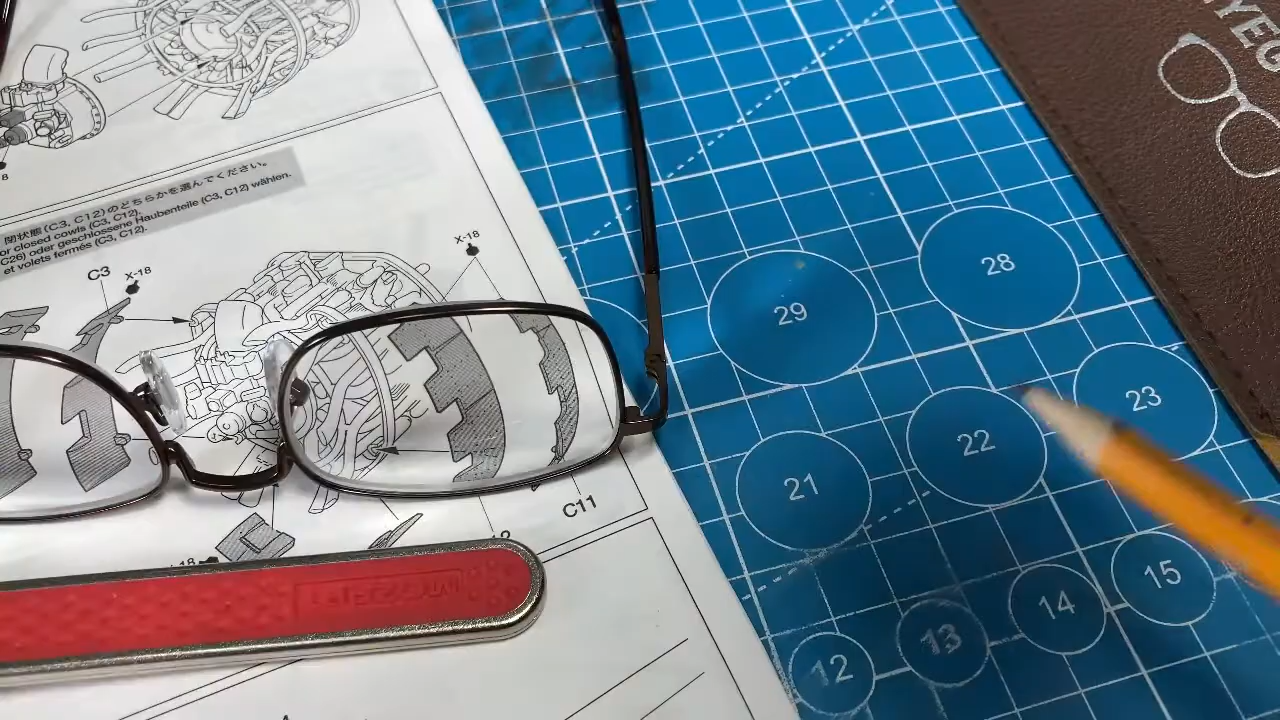 YEG
8
閉状態(C3, C12)のどちらかを選んでください。
or closed cowls (C3, C12).
C26) oder geschlossene Haubenteile (C3, C12) wählen.
et volets fermés (C3, C12).
X-18
C3
X-18
28
29
23
22
21
C11
15
14
13
12